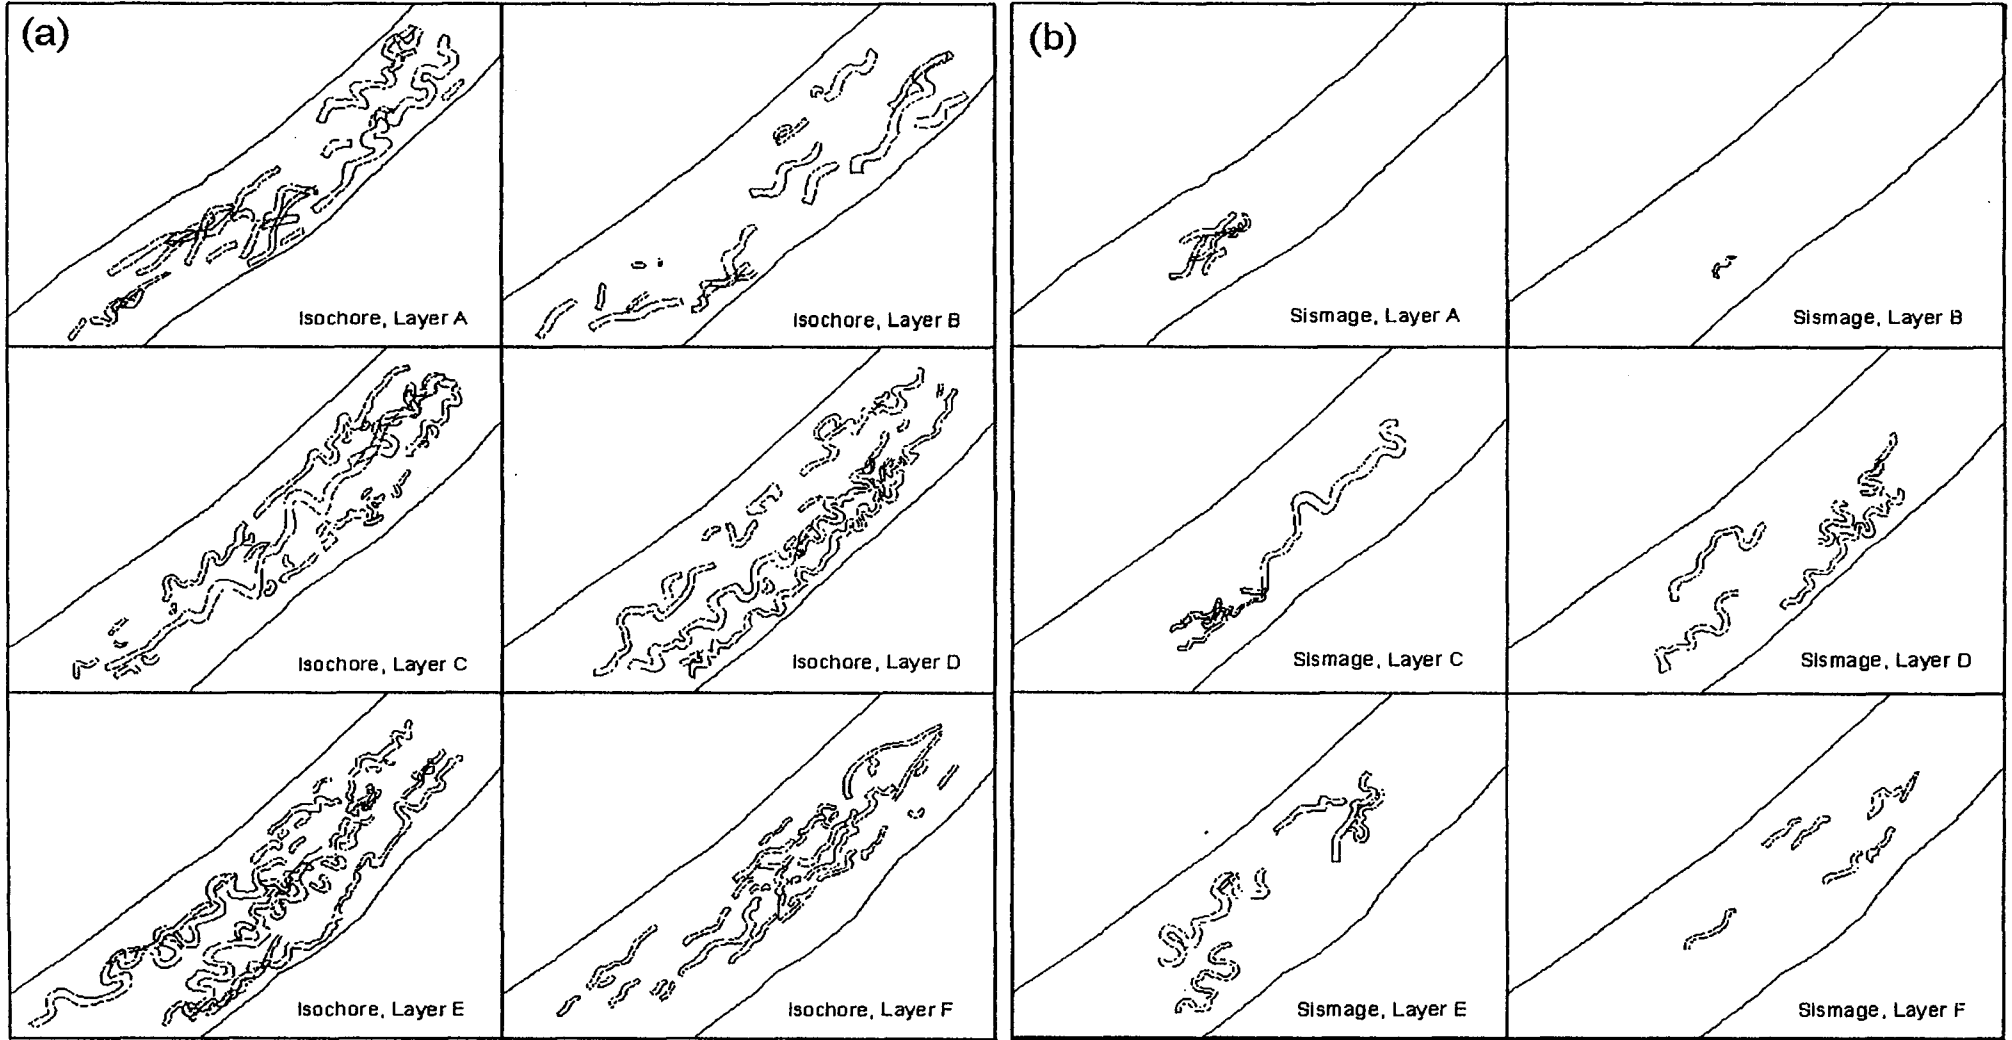 (a)
(b)
Isochore, Layer A
Isochore, Layer B
Sismage, Layer A
Sismage, Layer B
Isochore, Layer C
Isochore, Layer D
Sismage, Layer C
Sismage, Layer D
Isochore, Layer E
Isochore, Layer F
Sismage, Layer E
Sismage, Layer F